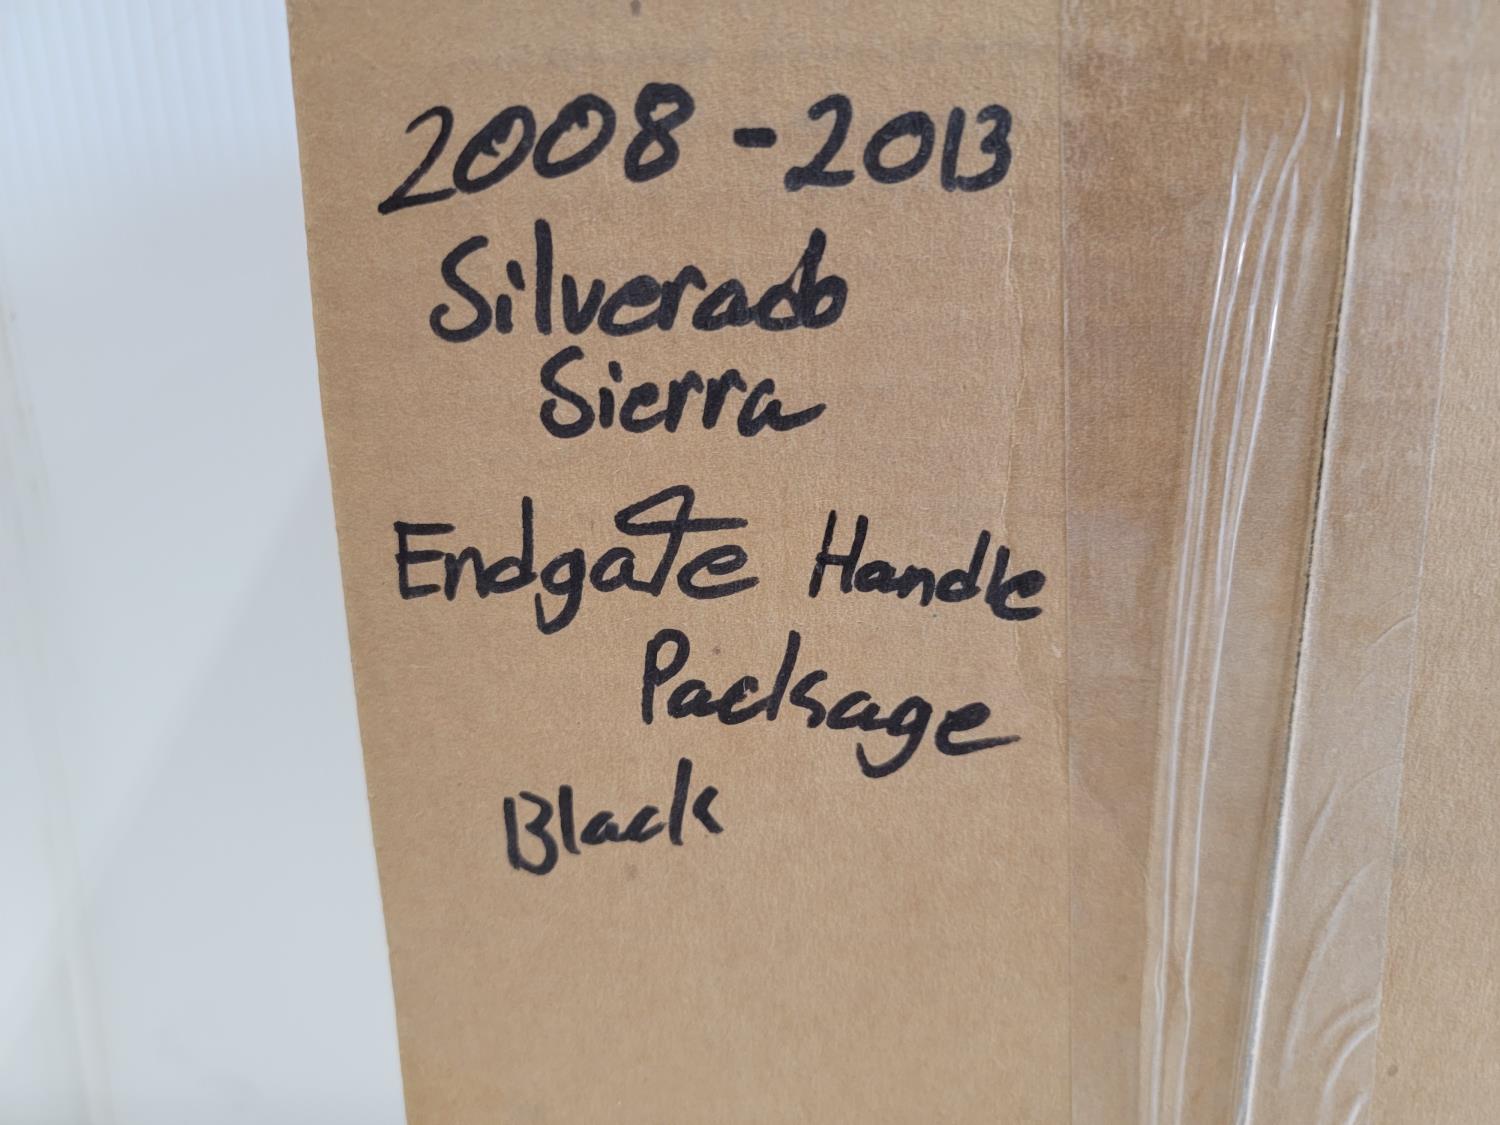 2008-2013
Silverado
Sierra
Endgate Handle
Package
Black